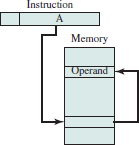 Instruction
A
Memory
Operand